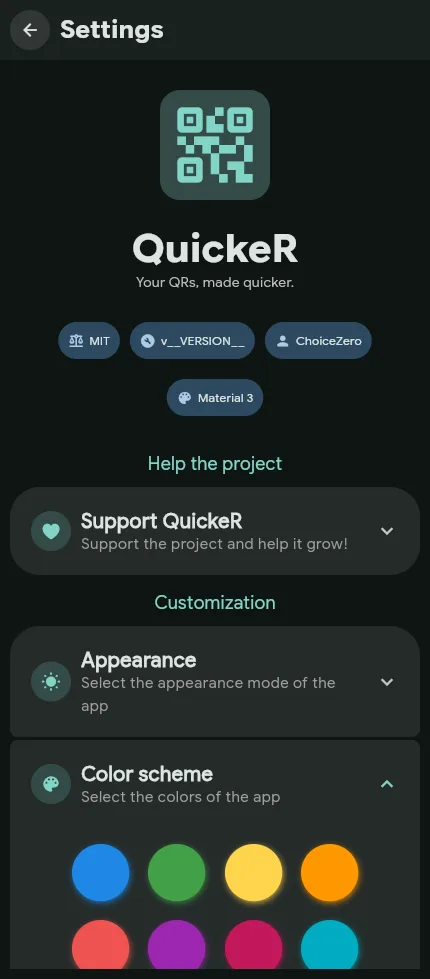 Settings
QuickeR
Your QRs, made quicker.
MIT
v__VERSION__
ChoiceZero
Material 3
Help the project
Support QuickeR
Support the project and help it grow!
Customization
Appearance
Select the appearance mode of the
app
Color scheme
Select the colors of the app